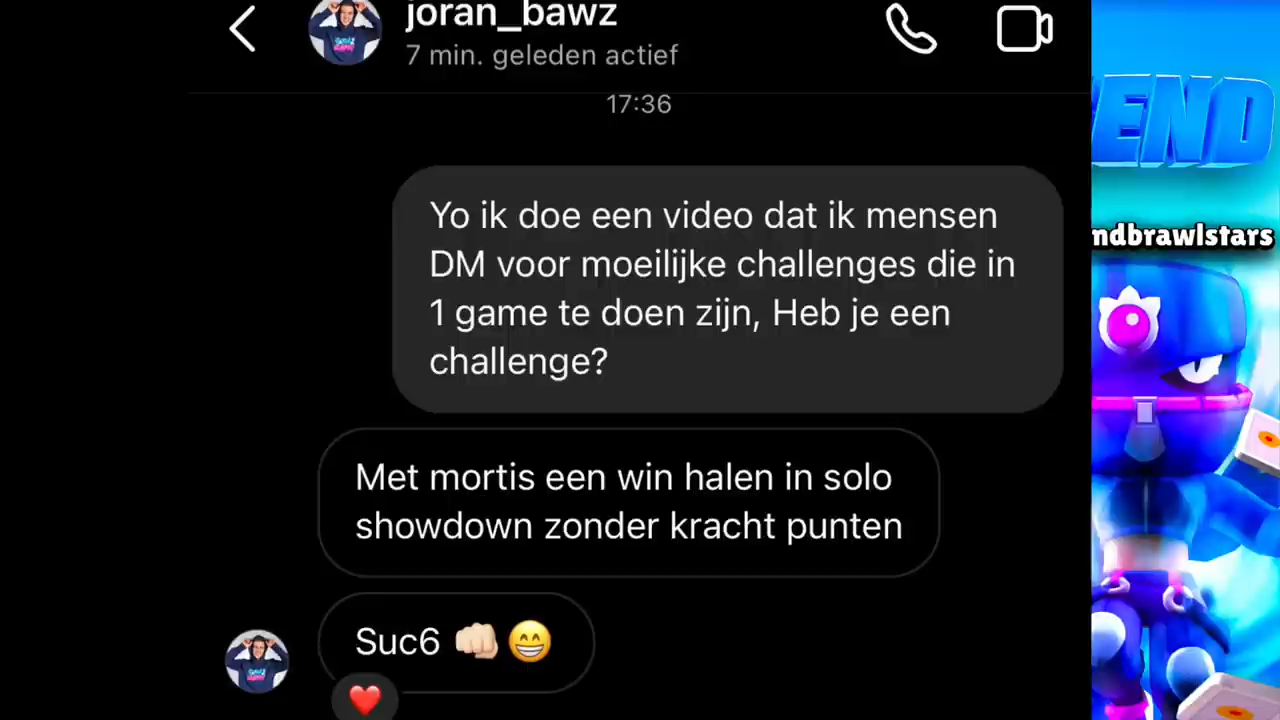 joran_bawz
7 min. geleden actief
17:36
Yo ik doe een video dat ik mensen
DM voor moeilijke challenges die in
1 game te doen zijn, Heb je een
challenge?
Met mortis een win halen in solo
showdown zonder kracht punten
Suc6 👊🏻 😁
❤️
END
ndbrawlstars